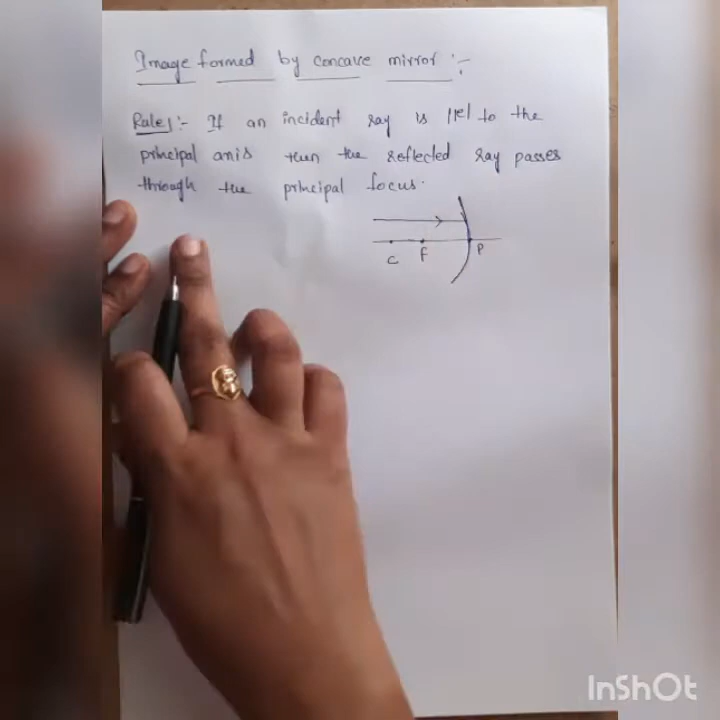 Image formed by concave mirror :-
Rules :- If an incident ray is llel to the
principal axis then the reflected ray passes
through the principal focus.
C F P
InShOt